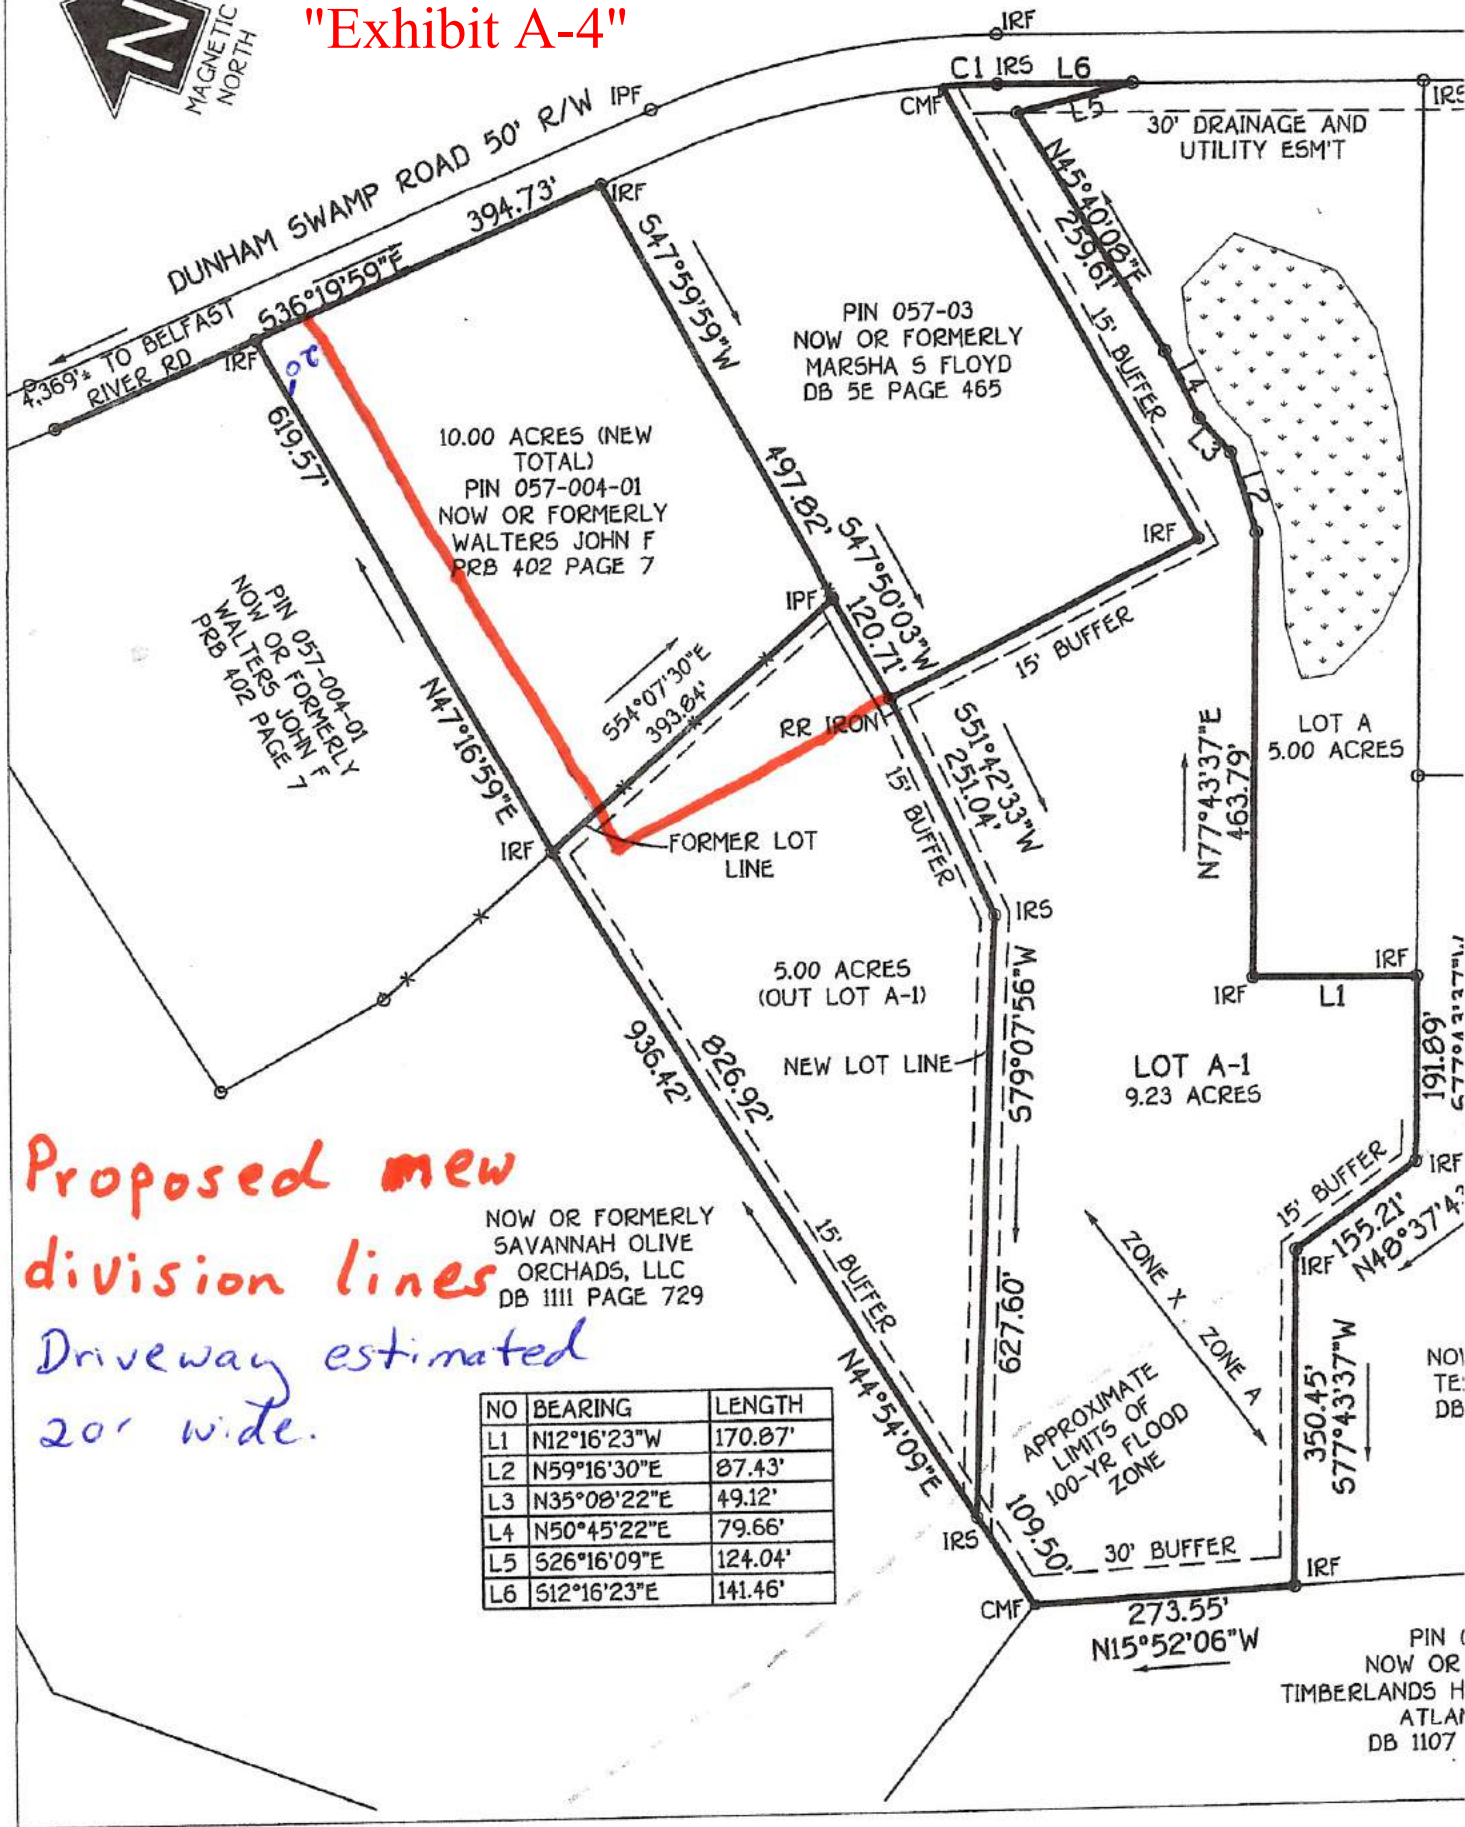 "Exhibit A-4"
N
MAGNETIC
NORTH
IRF
C1 IRS L6
CMF
L5
IRS
30' DRAINAGE AND
UTILITY ESM'T
DUNHAM SWAMP ROAD 50' R/W IPF
394.73'
IRF
S36°19'59"E
4,369'± TO BELFAST
RIVER RD
IRF
20'
S47°59'59"W
497.82'
N45°40'08"E
259.61'
15' BUFFER
L4
L3
L2
PIN 057-03
NOW OR FORMERLY
MARSHA S FLOYD
DB 5E PAGE 465
619.57'
N47°16'59"E
10.00 ACRES (NEW
TOTAL)
PIN 057-004-01
NOW OR FORMERLY
WALTERS JOHN F
PRB 402 PAGE 7
IRF
PIN 057-004-01
NOW OR FORMERLY
WALTERS JOHN F
PRB 402 PAGE 7
IPF
S47°50'03"W
120.71'
15' BUFFER
S54°07'30"E
393.84'
RR IRON
S51°42'33"W
251.04'
15' BUFFER
LOT A
5.00 ACRES
N77°43'37"E
463.79'
IRF
FORMER LOT
LINE
IRS
5.00 ACRES
(OUT LOT A-1)
IRF
IRF
L1
NEW LOT LINE
S79°07'56"W
627.60'
LOT A-1
9.23 ACRES
191.89'
936.42'
826.92'
15' BUFFER
N44°54'09"E
15' BUFFER
IRF
155.21'
N48°37'43
IRF
Proposed mew
division lines
NOW OR FORMERLY
SAVANNAH OLIVE
ORCHADS, LLC
DB 1111 PAGE 729
Driveway estimated
20' wide.
ZONE X ZONE A
APPROXIMATE
LIMITS OF
100-YR FLOOD
ZONE
350.45'
S77°43'37"W
NO BEARING LENGTH
L1 N12°16'23"W 170.87'
L2 N59°16'30"E 87.43'
L3 N35°08'22"E 49.12'
L4 N50°45'22"E 79.66'
L5 S26°16'09"E 124.04'
L6 S12°16'23"E 141.46'
IRS
109.50'
30' BUFFER
IRF
CMF
273.55'
N15°52'06"W
PIN
NOW OR
TIMBERLANDS H
ATLAN
DB 1107